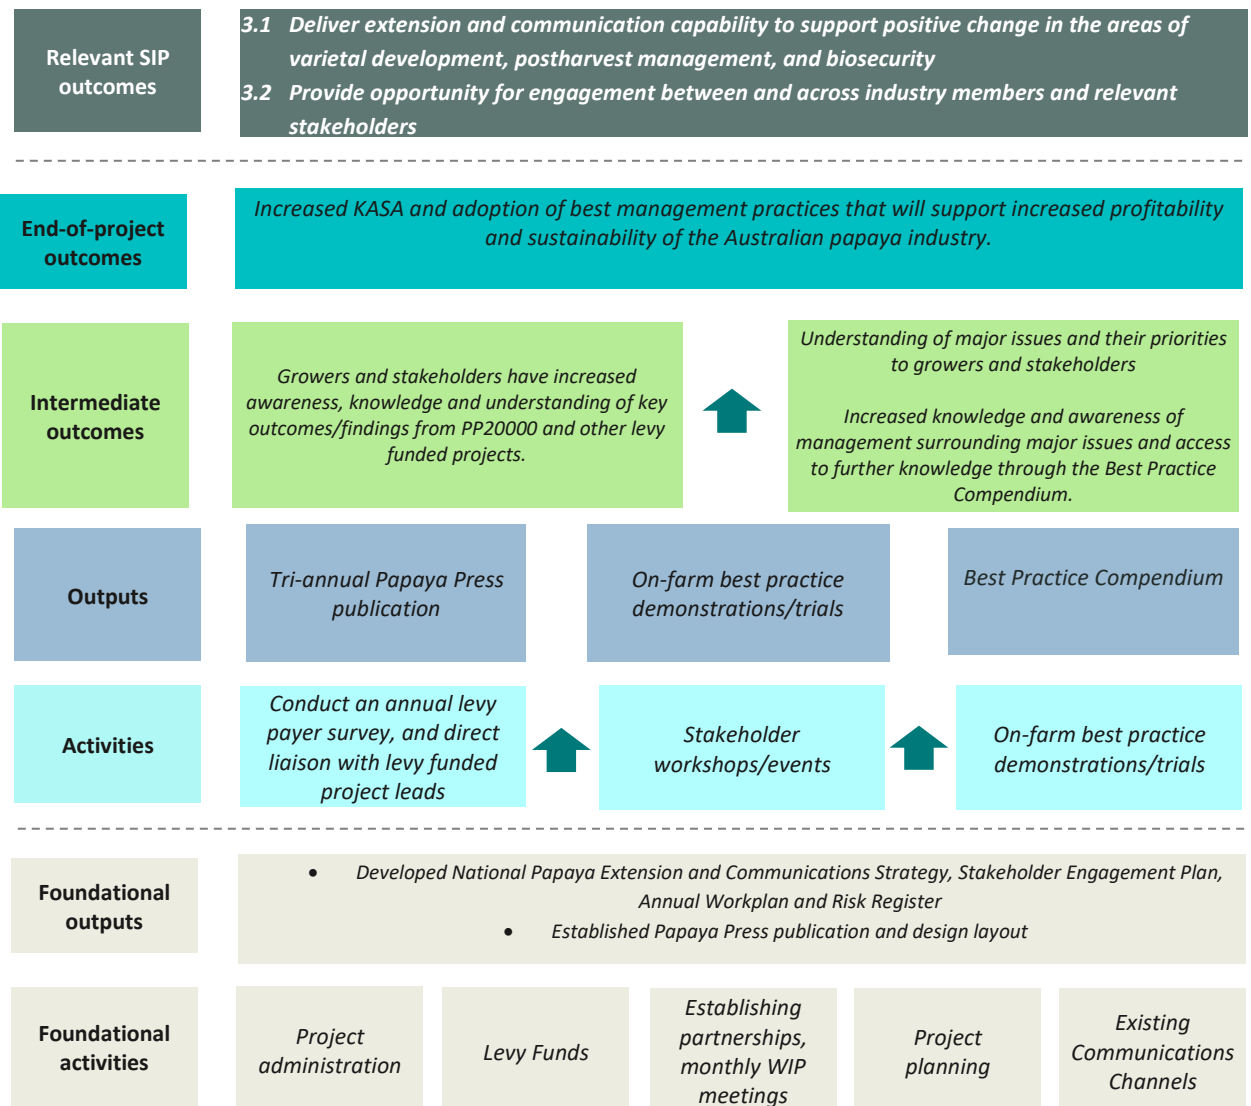 Relevant SIP
outcomes
3.1 Deliver extension and communication capability to support positive change in the areas of
varietal development, postharvest management, and biosecurity
3.2 Provide opportunity for engagement between and across industry members and relevant
stakeholders
End-of-project
outcomes
Increased KASA and adoption of best management practices that will support increased profitability
and sustainability of the Australian papaya industry.
Intermediate
outcomes
Growers and stakeholders have increased
awareness, knowledge and understanding of key
outcomes/findings from PP20000 and other levy
funded projects.
Understanding of major issues and their priorities
to growers and stakeholders
Increased knowledge and awareness of
management surrounding major issues and access
to further knowledge through the Best Practice
Compendium.
Outputs
Tri-annual Papaya Press
publication
On-farm best practice
demonstrations/trials
Best Practice Compendium
Activities
Conduct an annual levy
payer survey, and direct
liaison with levy funded
project leads
Stakeholder
workshops/events
On-farm best practice
demonstrations/trials
Foundational
outputs
• Developed National Papaya Extension and Communications Strategy, Stakeholder Engagement Plan,
Annual Workplan and Risk Register
• Established Papaya Press publication and design layout
Foundational
activities
Project
administration
Levy Funds
Establishing
partnerships,
monthly WIP
meetings
Project
planning
Existing
Communications
Channels